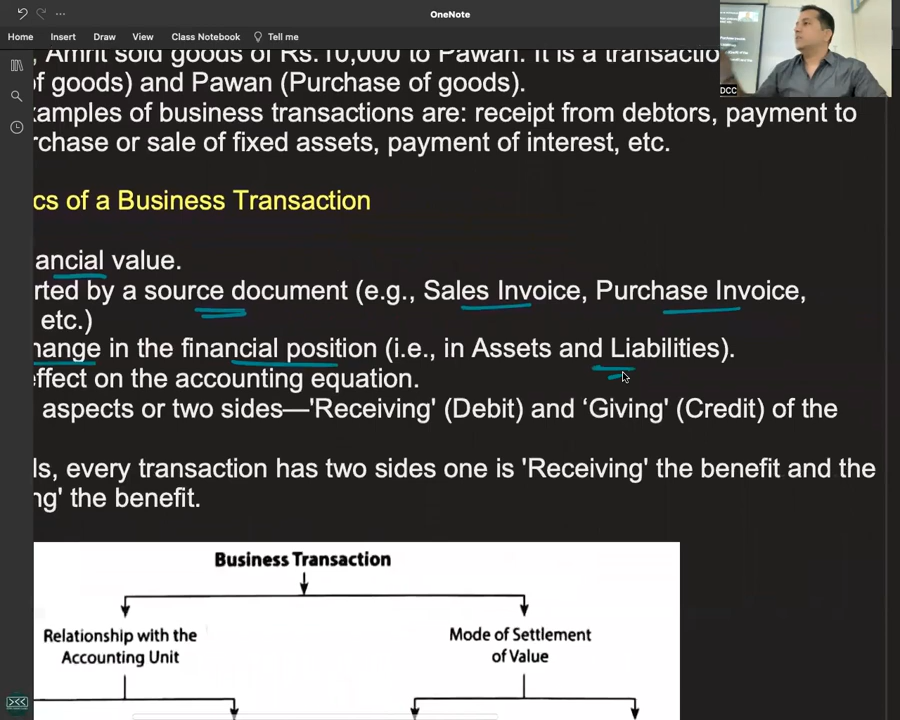 OneNote
Home Insert Draw View Class Notebook Tell me
DCC
, Amrit sold goods of Rs.10,000 to Pawan. It is a transactio
of goods) and Pawan (Purchase of goods).
xamples of business transactions are: receipt from debtors, payment to
rchase or sale of fixed assets, payment of interest, etc.
cs of a Business Transaction
ancial value.
rted by a source document (e.g., Sales Invoice, Purchase Invoice,
etc.)
hange in the financial position (i.e., in Assets and Liabilities).
effect on the accounting equation.
aspects or two sides—'Receiving' (Debit) and ‘Giving' (Credit) of the
ls, every transaction has two sides one is 'Receiving' the benefit and the
ng' the benefit.
Business Transaction
Relationship with the
Accounting Unit
Mode of Settlement
of Value